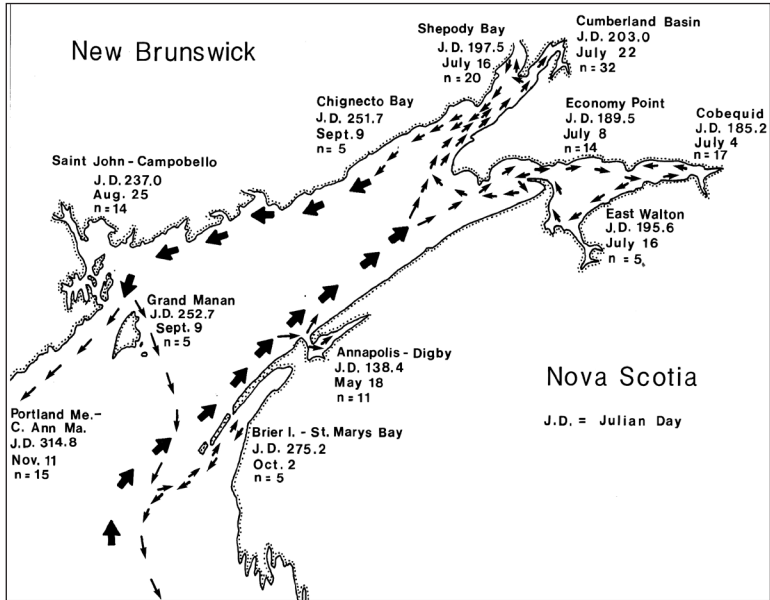 New Brunswick
Shepody Bay
J.D. 197.5
July 16
n=20
Cumberland Basin
J.D. 203.0
July 22
n=32
Chignecto Bay
J.D. 251.7
Sept. 9
n=5
Economy Point
J.D. 189.5
July 8
n=14
Cobequid
J.D. 185.2
July 4
n=17
Saint John-Campobello
J.D. 237.0
Aug. 25
n=14
East Walton
J.D. 195.6
July 16
n=5
Grand Manan
J.D. 252.7
Sept. 9
n=5
Annapolis-Digby
J.D. 138.4
May 18
n=11
Nova Scotia
J.D. = Julian Day
Portland Me.-
C. Ann Ma.
J.D. 314.8
Nov. 11
n=15
Brier I. - St. Marys Bay
J.D. 275.2
Oct. 2
n=5